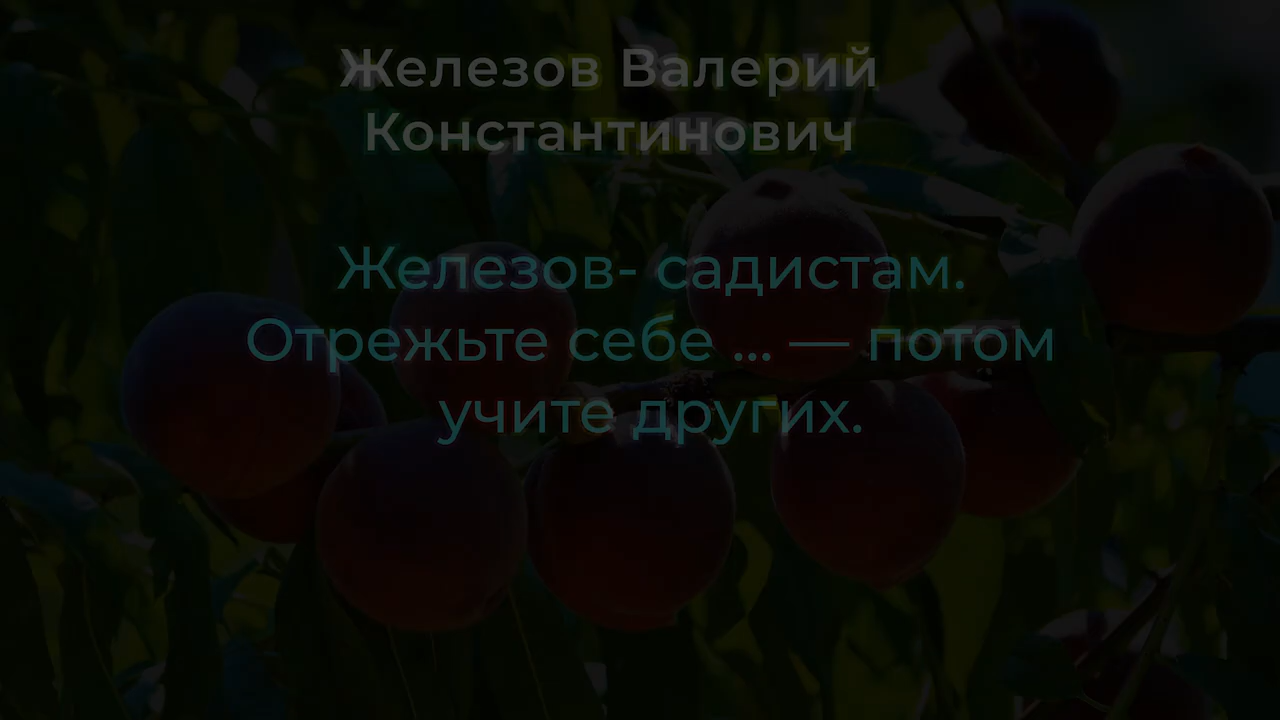 Железов Валерий
Константинович
Железов- садистам.
Отрежьте себе ... — потом
учите других.